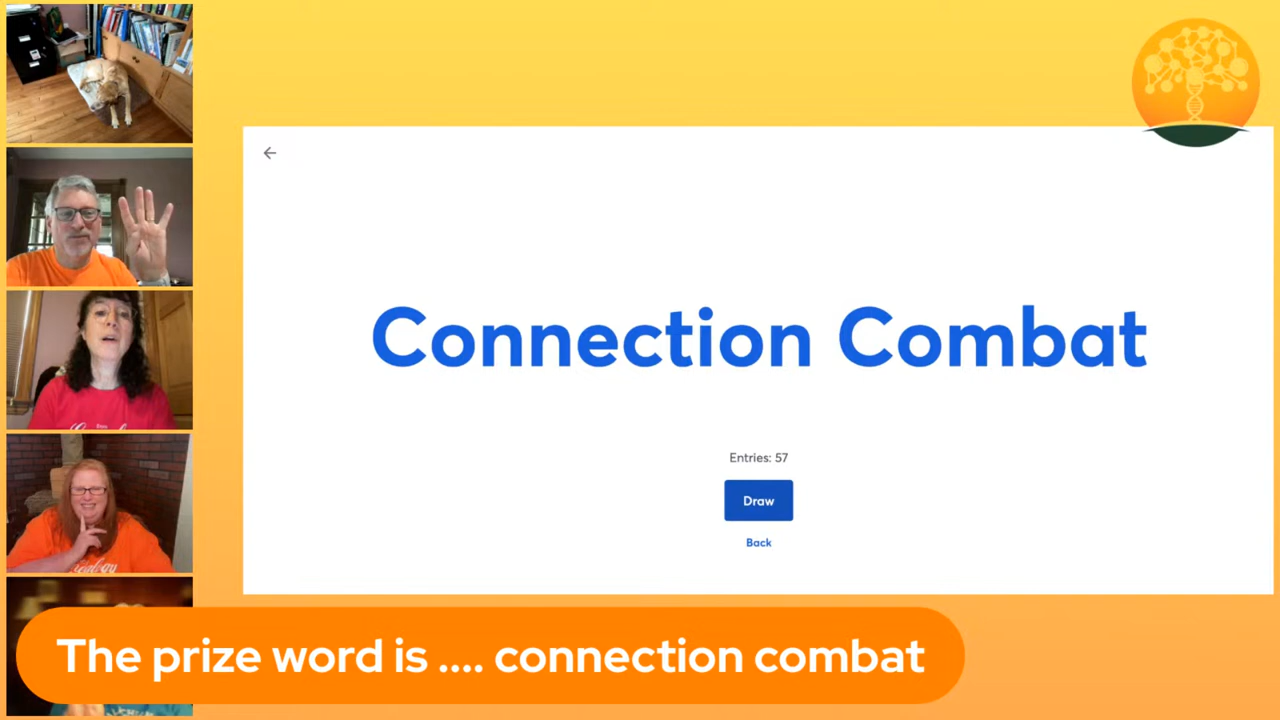 Connection Combat
Entries: 57
Draw
Back
The prize word is .... connection combat